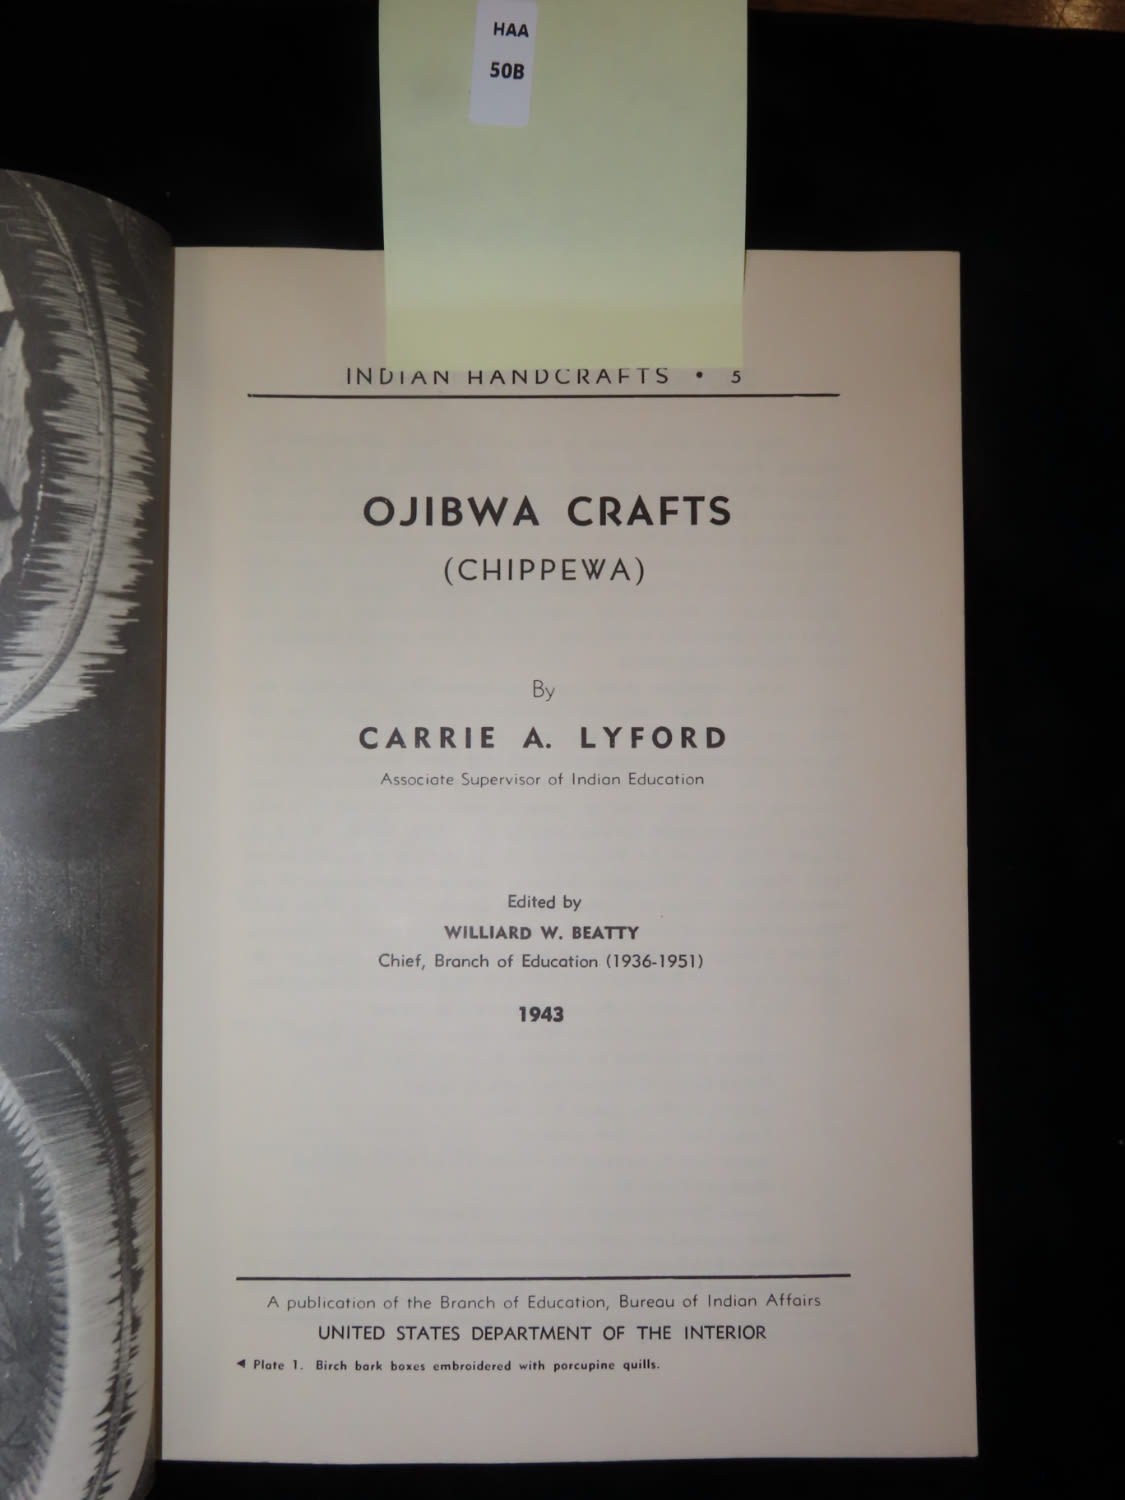 HAA
50B
INDIAN HANDCRAFTS • 5
OJIBWA CRAFTS
(CHIPPEWA)
By
CARRIE A. LYFORD
Associate Supervisor of Indian Education
Edited by
WILLIARD W. BEATTY
Chief, Branch of Education (1936-1951)
1943
A publication of the Branch of Education, Bureau of Indian Affairs
UNITED STATES DEPARTMENT OF THE INTERIOR
◄ Plate 1. Birch bark boxes embroidered with porcupine quills.